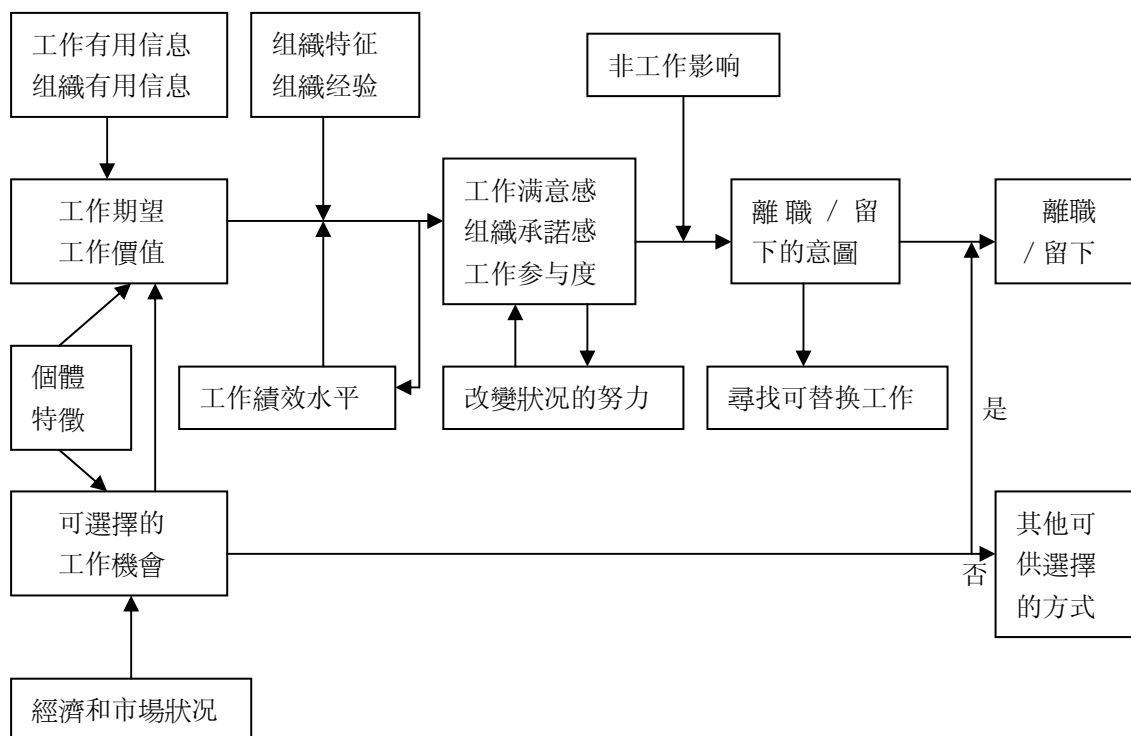 工作有用信息
组織有用信息
组織特征
组織经验
非工作影响
工作期望
工作價值
工作满意感
组織承諾感
工作参与度
離 職 / 留
下的意圖
離職
/ 留下
個體
特徵
工作績效水平
改變狀况的努力
尋找可替换工作
是
可選擇的
工作機會
否
其他可
供選擇
的方式
經濟和市場狀况